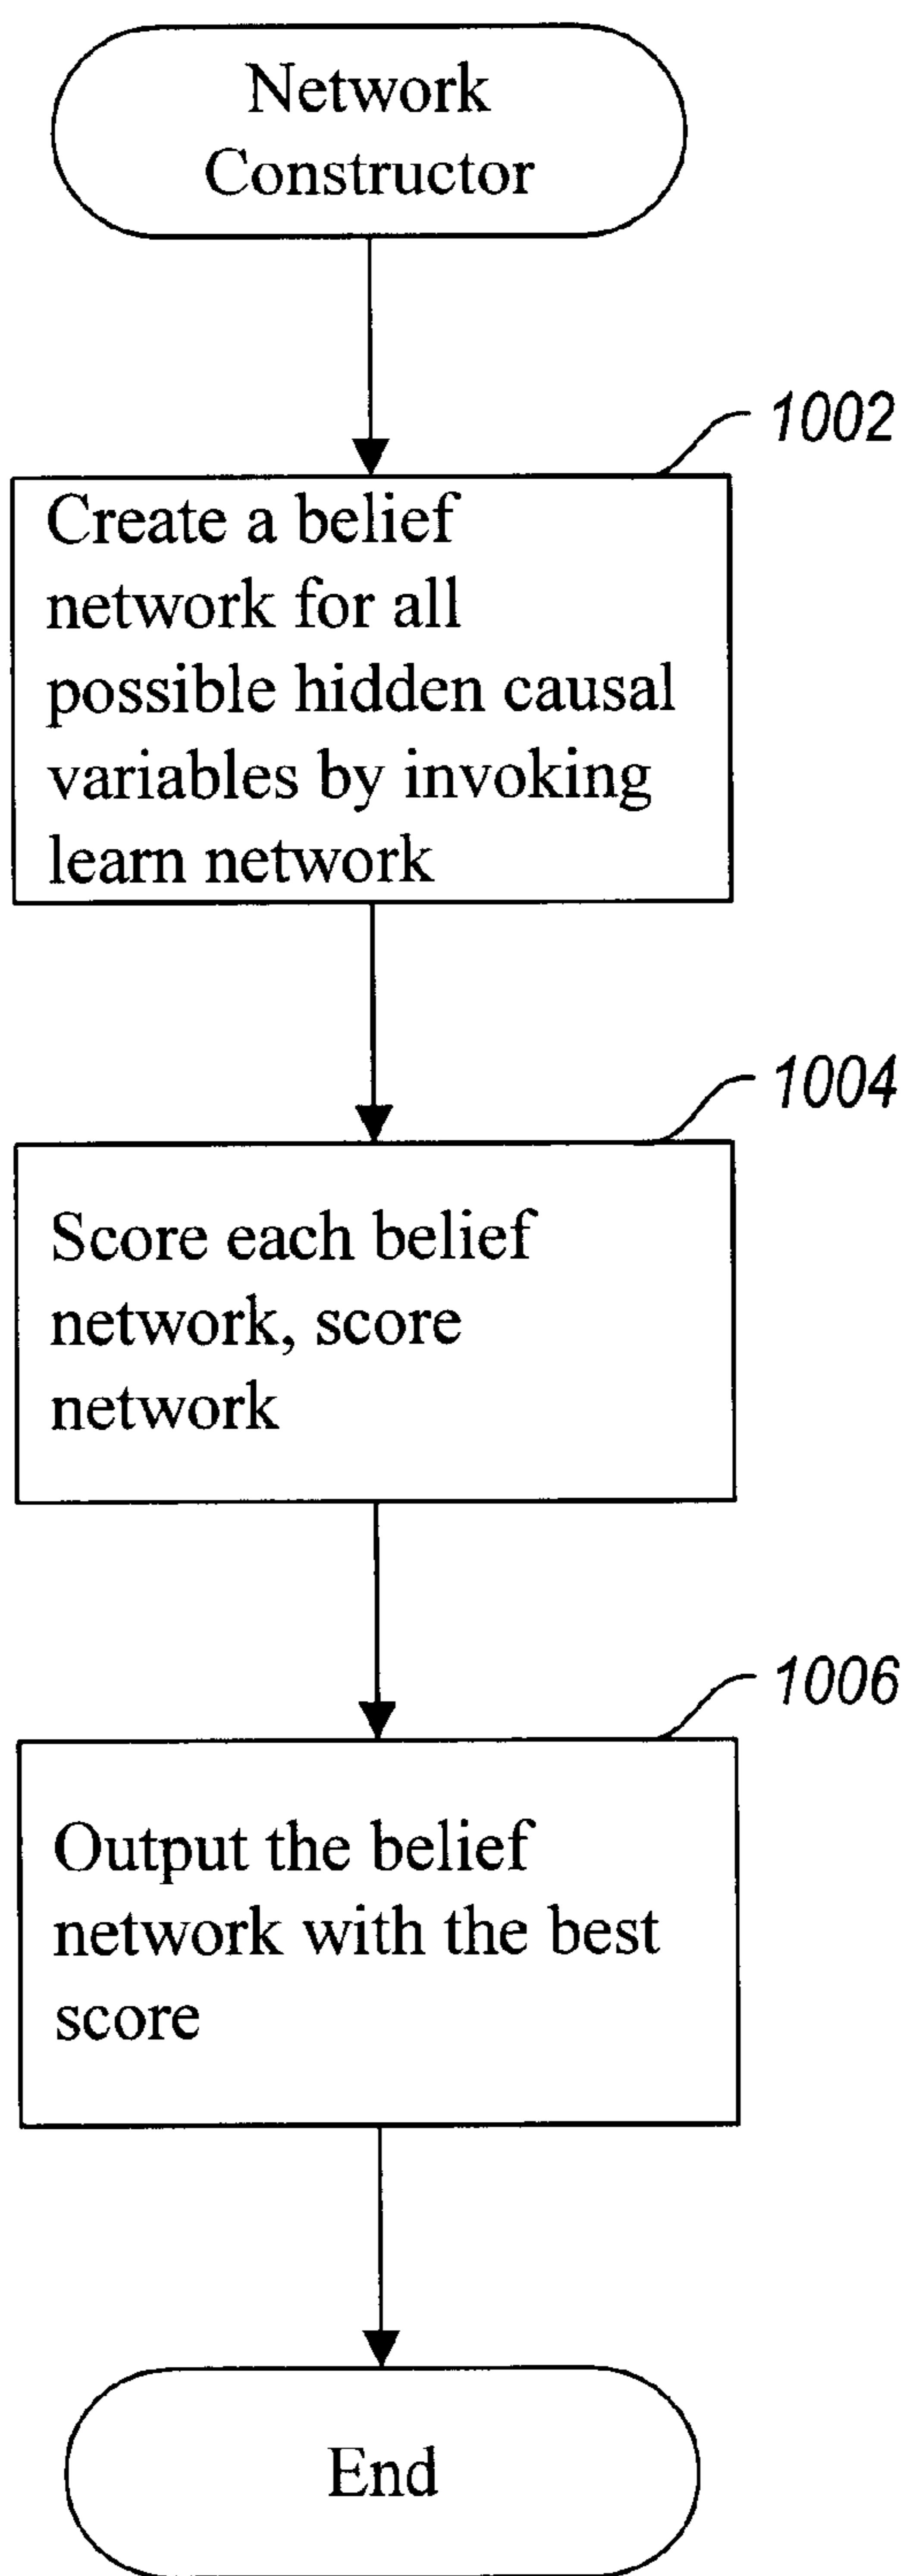 Network
Constructor
1002
Create a belief
network for all
possible hidden causal
variables by invoking
learn network
1004
Score each belief
network, score
network
1006
Output the belief
network with the best
score
End